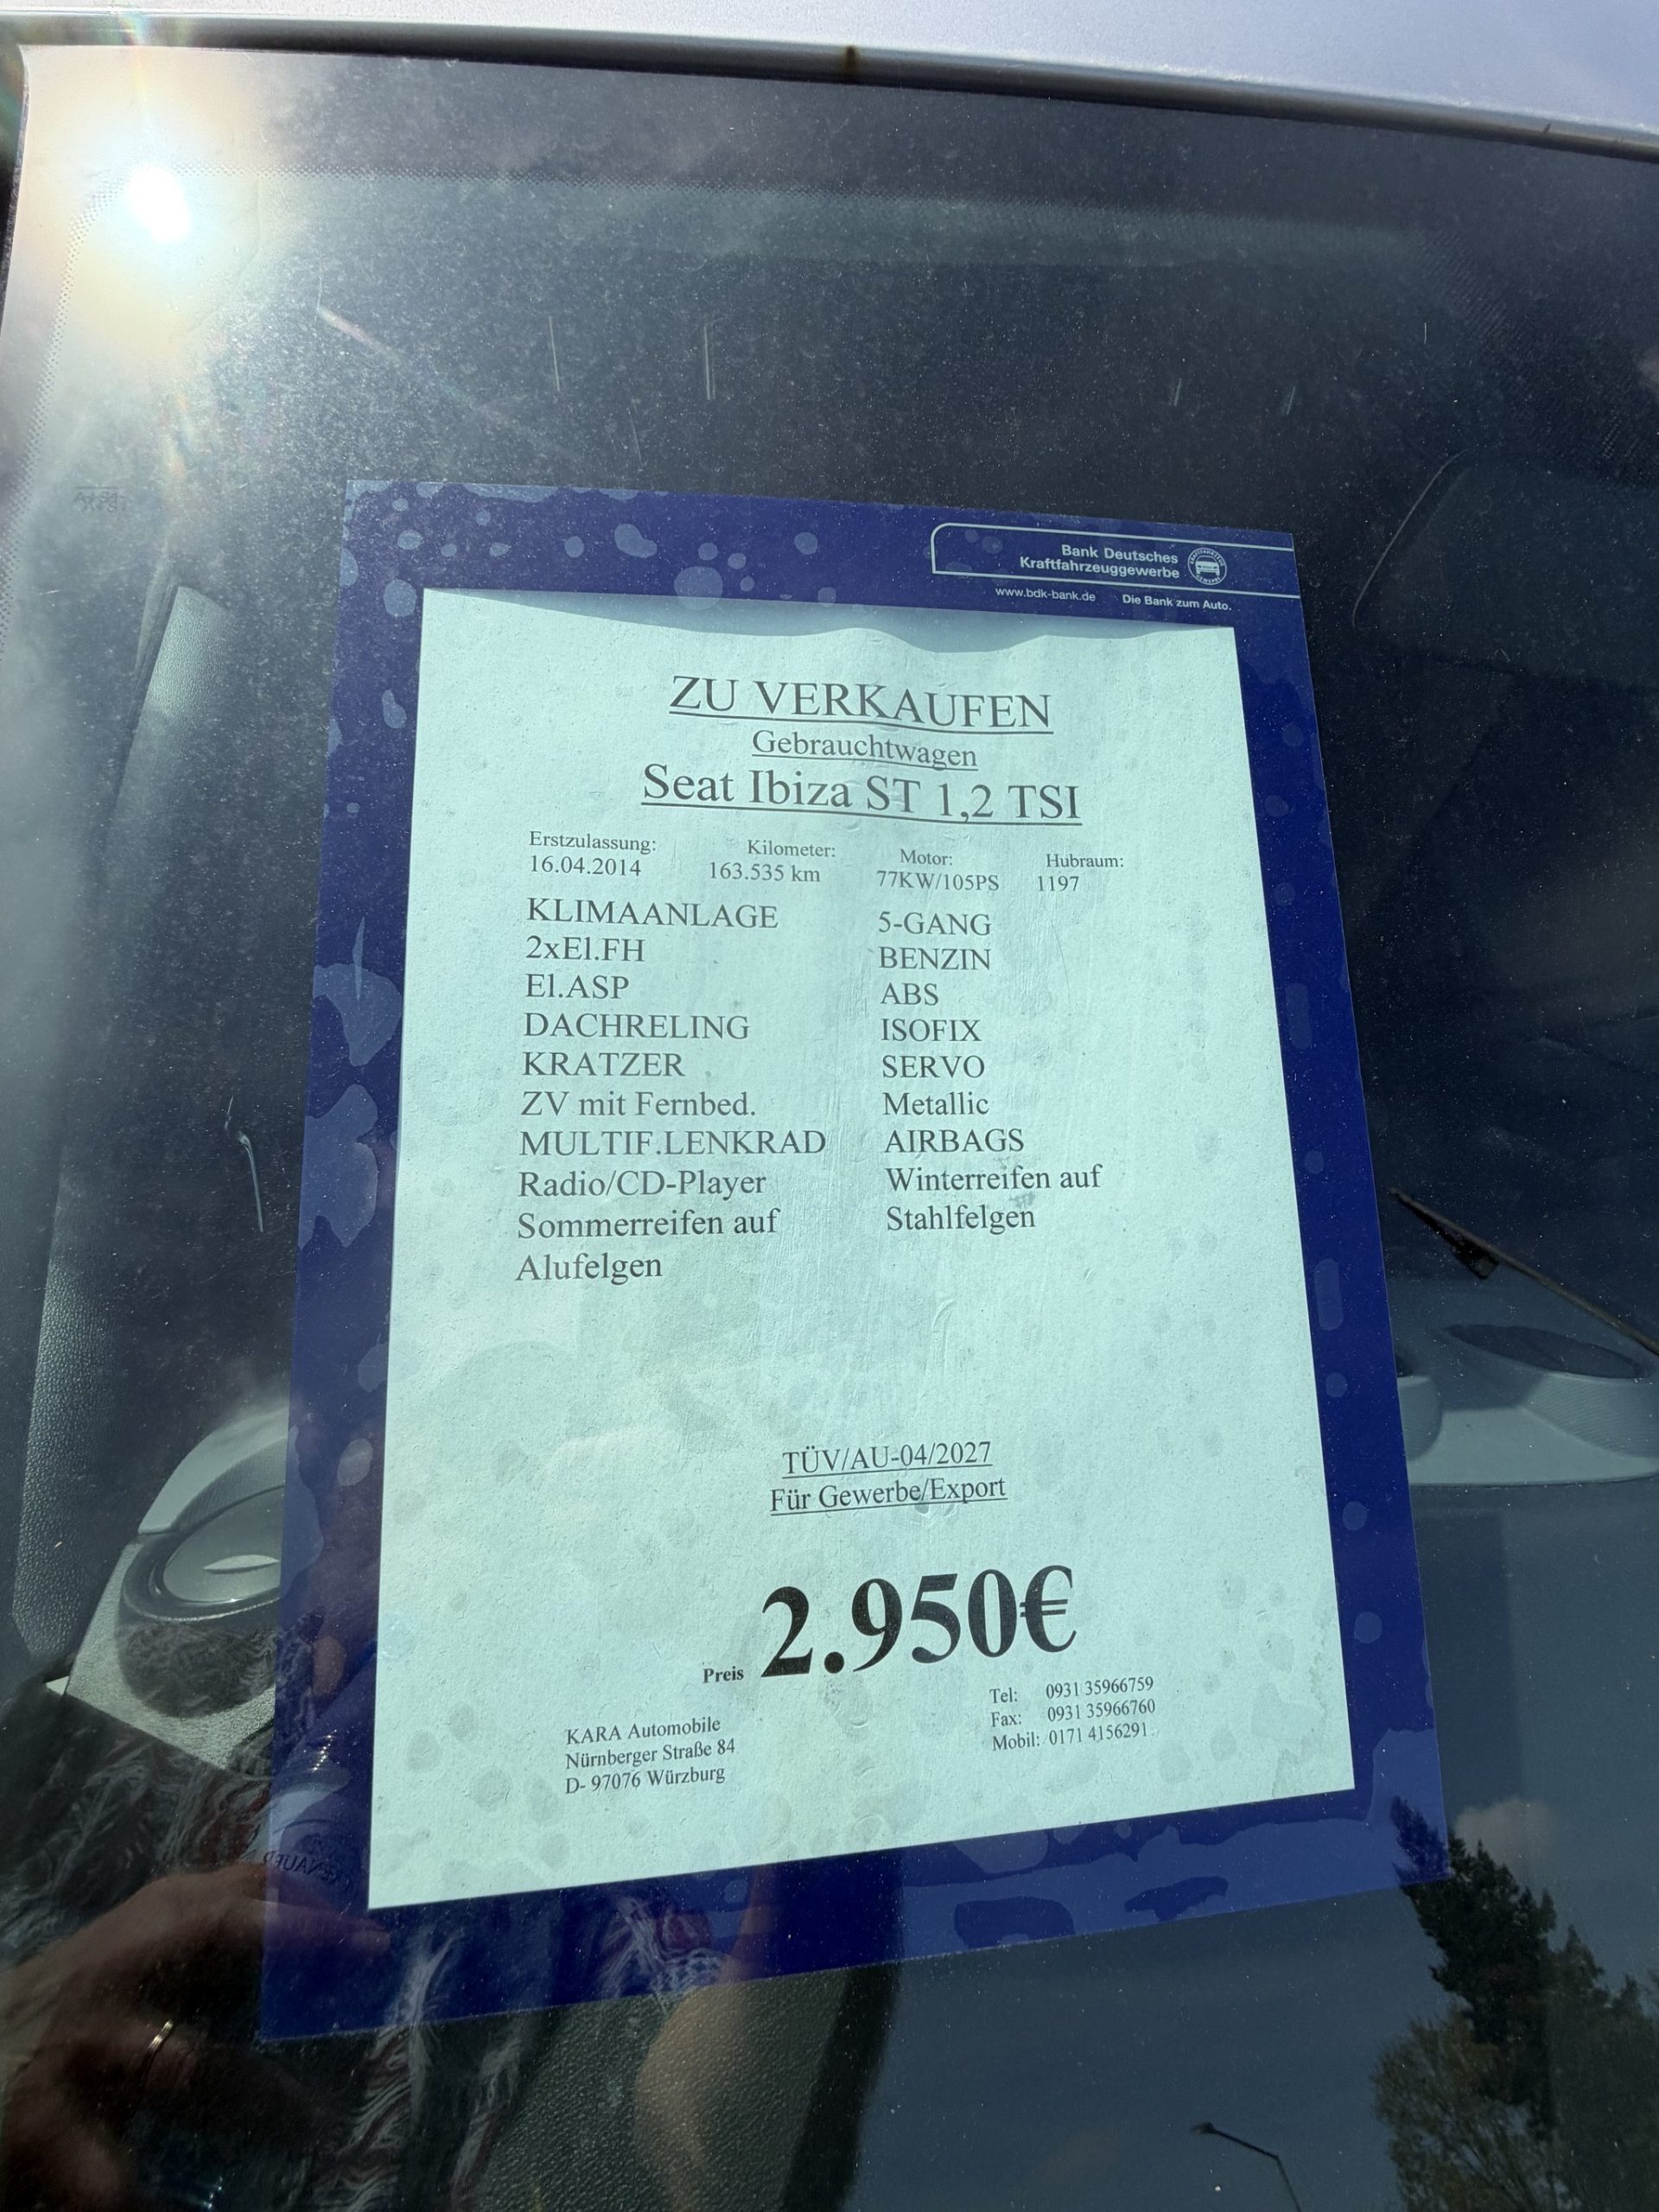 Bank Deutsches
Kraftfahrzeuggewerbe
www.bdk-bank.de Die Bank zum Auto.
ZU VERKAUFEN
Gebrauchtwagen
Seat Ibiza ST 1,2 TSI
Erstzulassung: Kilometer: Motor: Hubraum:
16.04.2014 163.535 km 77KW/105PS 1197
KLIMAANLAGE 5-GANG
2xEl.FH BENZIN
El.ASP ABS
DACHRELING ISOFIX
KRATZER SERVO
ZV mit Fernbed. Metallic
MULTIF.LENKRAD AIRBAGS
Radio/CD-Player Winterreifen auf
Sommerreifen auf Stahlfelgen
Alufelgen
TÜV/AU-04/2027
Für Gewerbe/Export
Preis 2.950€
KARA Automobile Tel: 0931 35966759
Nürnberger Straße 84 Fax: 0931 35966760
D- 97076 Würzburg Mobil: 0171 4156291